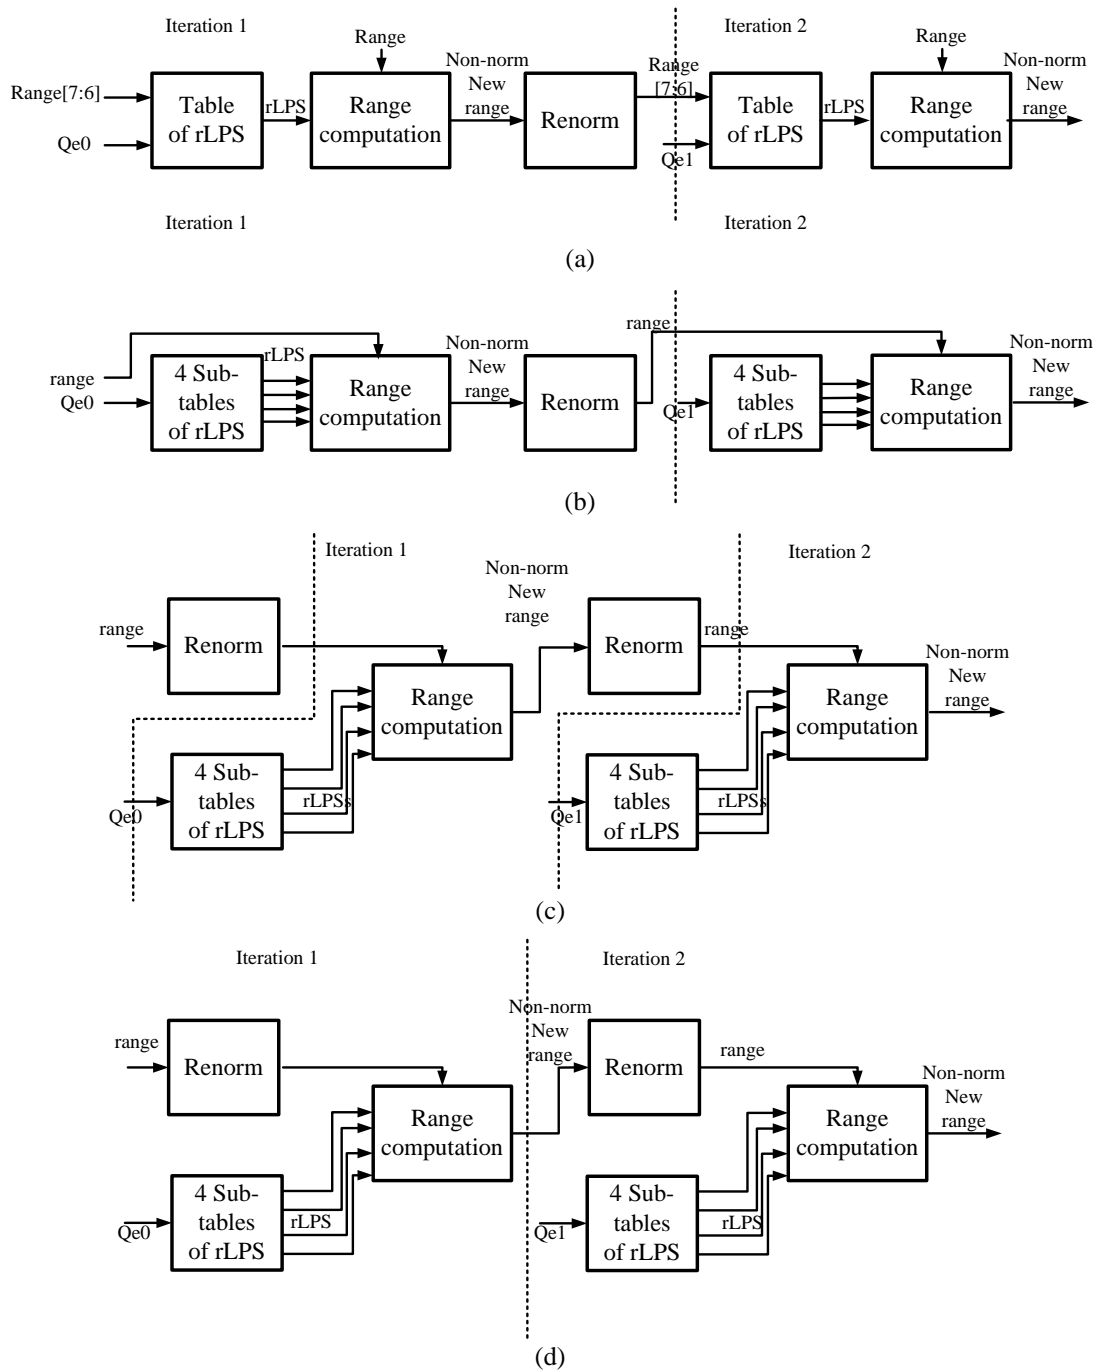 Iteration 1
Iteration 2
Range
Non-norm
New
range
Range
[7:6]
Range
Non-norm
New
range
Range[7:6]
Qe0
Table
of rLPS
rLPS
Range
computation
Renorm
Qe1
Table
of rLPS
rLPS
Range
computation
Iteration 1
Iteration 2
(a)
range
Qe0
4 Sub-
tables
of rLPS
rLPS
Range
computation
Non-norm
New
range
Renorm
range
Qe1
4 Sub-
tables
of rLPS
Range
computation
Non-norm
New
range
(b)
Iteration 1
Iteration 2
range
Renorm
Non-norm
New
range
Renorm
range
Range
computation
Range
computation
Non-norm
New
range
Qe0
4 Sub-
tables
of rLPS
rLPSs
Qe1
4 Sub-
tables
of rLPS
rLPSs
(c)
Iteration 1
Iteration 2
range
Renorm
Non-norm
New
range
Renorm
range
Range
computation
Range
computation
Non-norm
New
range
Qe0
4 Sub-
tables
of rLPS
rLPS
Qe1
4 Sub-
tables
of rLPS
rLPS
(d)